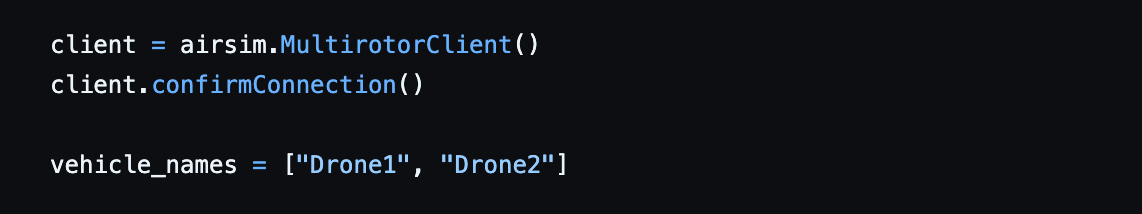 client = airsim.MultirotorClient()
client.confirmConnection()
vehicle_names = ["Drone1", "Drone2"]